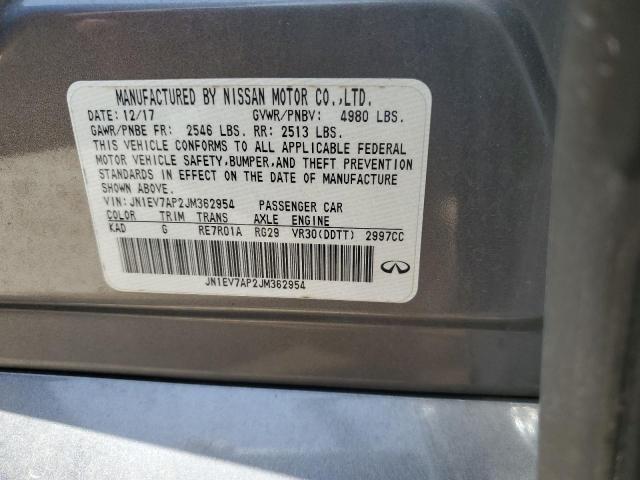 MANUFACTURED BY NISSAN MOTOR CO.,LTD.
DATE: 12/17 GVWR/PNBV: 4980 LBS.
GAWR/PNBE FR: 2546 LBS. RR: 2513 LBS.
THIS VEHICLE CONFORMS TO ALL APPLICABLE FEDERAL
MOTOR VEHICLE SAFETY,BUMPER,AND THEFT PREVENTION
STANDARDS IN EFFECT ON THE DATE OF MANUFACTURE
SHOWN ABOVE.
VIN: JN1EV7AP2JM362954 PASSENGER CAR
COLOR TRIM TRANS AXLE ENGINE
KAD G RE7R01A RG29 VR30(DDTT) 2997CC
JN1EV7AP2JM362954